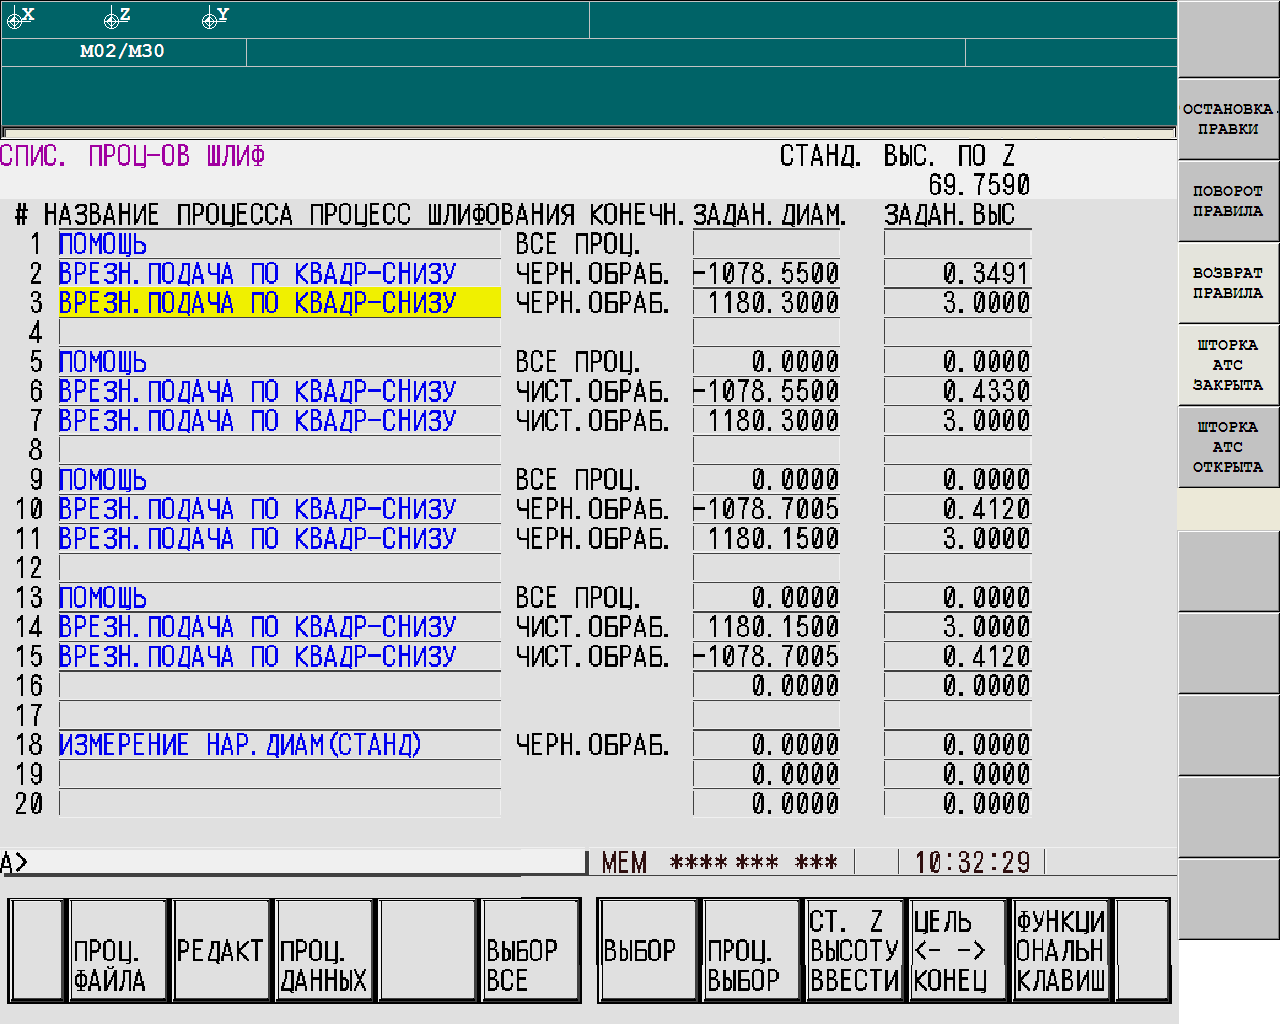 X Z Y
M02/M30
СПИС. ПРОЦ-ОВ ШЛИФ СТАНД. ВЫС. ПО Z
69.7590
# НАЗВАНИЕ ПРОЦЕССА ПРОЦЕСС ШЛИФОВАНИЯ КОНЕЧН. ЗАДАН.ДИАМ. ЗАДАН.ВЫС
1 ПОМОЩЬ ВСЕ ПРОЦ.
2 ВРЕЗН.ПОДАЧА ПО КВАДР-СНИЗУ ЧЕРН.ОБРАБ. -1078.5500 0.3491
3 ВРЕЗН.ПОДАЧА ПО КВАДР-СНИЗУ ЧЕРН.ОБРАБ. 1180.3000 3.0000
4
5 ПОМОЩЬ ВСЕ ПРОЦ. 0.0000 0.0000
6 ВРЕЗН.ПОДАЧА ПО КВАДР-СНИЗУ ЧИСТ.ОБРАБ. -1078.5500 0.4330
7 ВРЕЗН.ПОДАЧА ПО КВАДР-СНИЗУ ЧИСТ.ОБРАБ. 1180.3000 3.0000
8
9 ПОМОЩЬ ВСЕ ПРОЦ. 0.0000 0.0000
10 ВРЕЗН.ПОДАЧА ПО КВАДР-СНИЗУ ЧЕРН.ОБРАБ. -1078.7005 0.4120
11 ВРЕЗН.ПОДАЧА ПО КВАДР-СНИЗУ ЧЕРН.ОБРАБ. 1180.1500 3.0000
12
13 ПОМОЩЬ ВСЕ ПРОЦ. 0.0000 0.0000
14 ВРЕЗН.ПОДАЧА ПО КВАДР-СНИЗУ ЧИСТ.ОБРАБ. 1180.1500 3.0000
15 ВРЕЗН.ПОДАЧА ПО КВАДР-СНИЗУ ЧИСТ.ОБРАБ. -1078.7005 0.4120
16 0.0000 0.0000
17
18 ИЗМЕРЕНИЕ НАР.ДИАМ(СТАНД) ЧЕРН.ОБРАБ. 0.0000 0.0000
19 0.0000 0.0000
20 0.0000 0.0000
A> MEM **** *** *** 10:32:29
ПРОЦ.
ФАЙЛА
РЕДАКТ
ПРОЦ.
ДАННЫХ
ВЫБОР
ВСЕ
ВЫБОР
ПРОЦ.
ВЫБОР
СТ. Z
ВЫСОТУ
ВВЕСТИ
ЦЕЛЬ
<- ->
КОНЕЦ
ФУНКЦИ
ОНАЛЬН
КЛАВИШ
ОСТАНОВКА.
ПРАВКИ
ПОВОРОТ
ПРАВИЛА
ВОЗВРАТ
ПРАВИЛА
ШТОРКА
АТС
ЗАКРЫТА
ШТОРКА
АТС
ОТКРЫТА